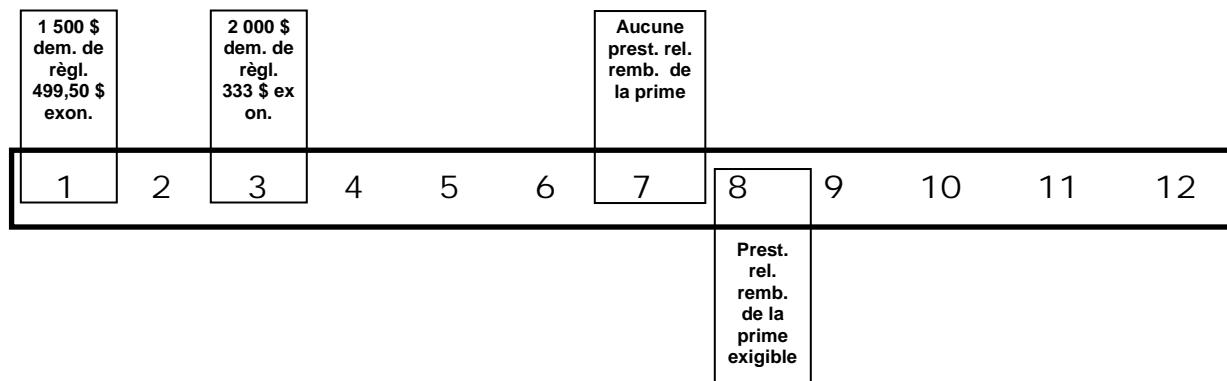 1 500 $
dem. de
règl.
499,50 $
exon.
2 000 $
dem. de
règl.
333 $ ex
on.
Aucune
prest. rel.
remb. de
la prime
1 2 3 4 5 6 7 8 9 10 11 12
Prest.
rel.
remb.
de la
prime
exigible